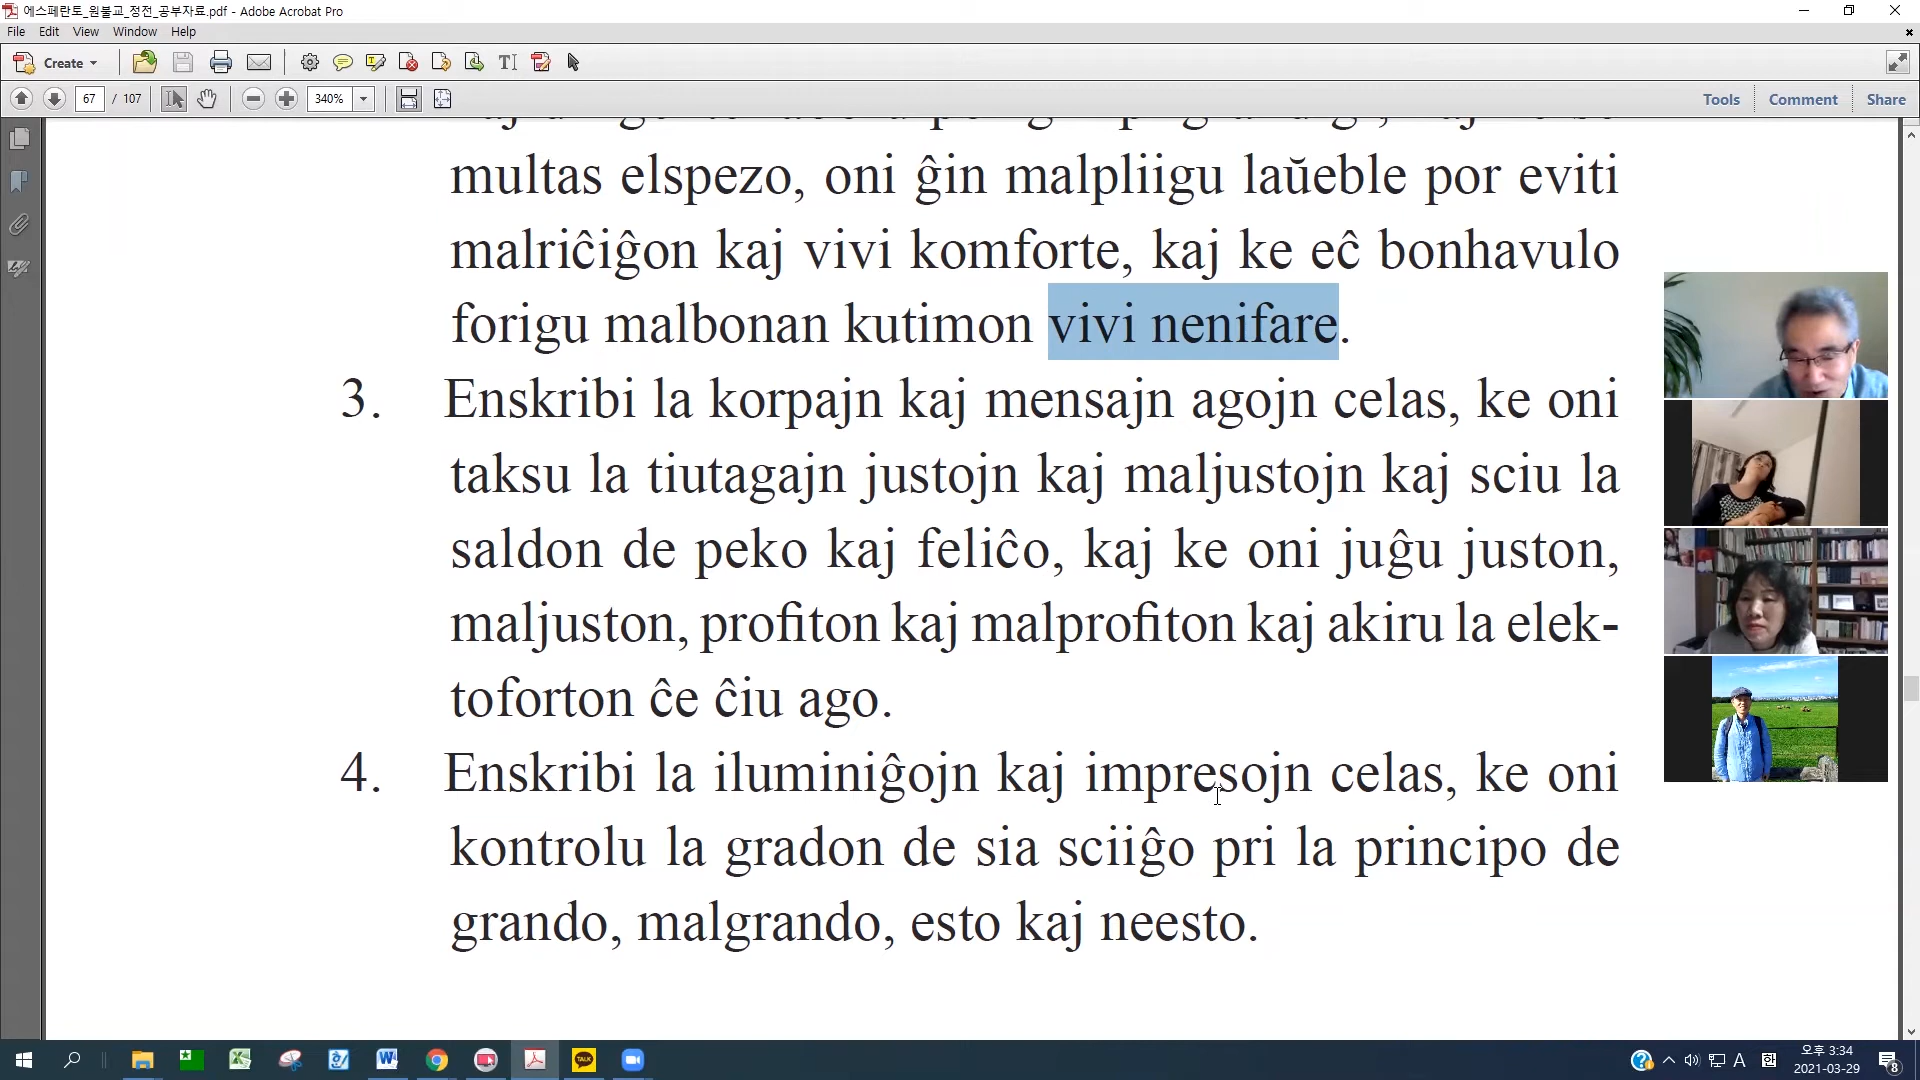 에스페란토_원불교_정전_공부자료.pdf - Adobe Acrobat Pro
File Edit View Window Help
Create
67 / 107 340% Tools Comment Share
multas elspezo, oni ĝin malpliigu laŭeble por eviti
malriĉiĝon kaj vivi komforte, kaj ke eĉ bonhavulo
forigu malbonan kutimon vivi nenifare.
3. Enskribi la korpajn kaj mensajn agojn celas, ke oni
taksu la tiutagajn justojn kaj maljustojn kaj sciu la
saldon de peko kaj feliĉo, kaj ke oni juĝu juston,
maljuston, profiton kaj malprofiton kaj akiru la elek-
toforton ĉe ĉiu ago.
4. Enskribi la iluminiĝojn kaj impresojn celas, ke oni
kontrolu la gradon de sia sciiĝo pri la principo de
grando, malgrando, esto kaj neesto.
TALK
A 한
오후 3:34
2021-03-29
8